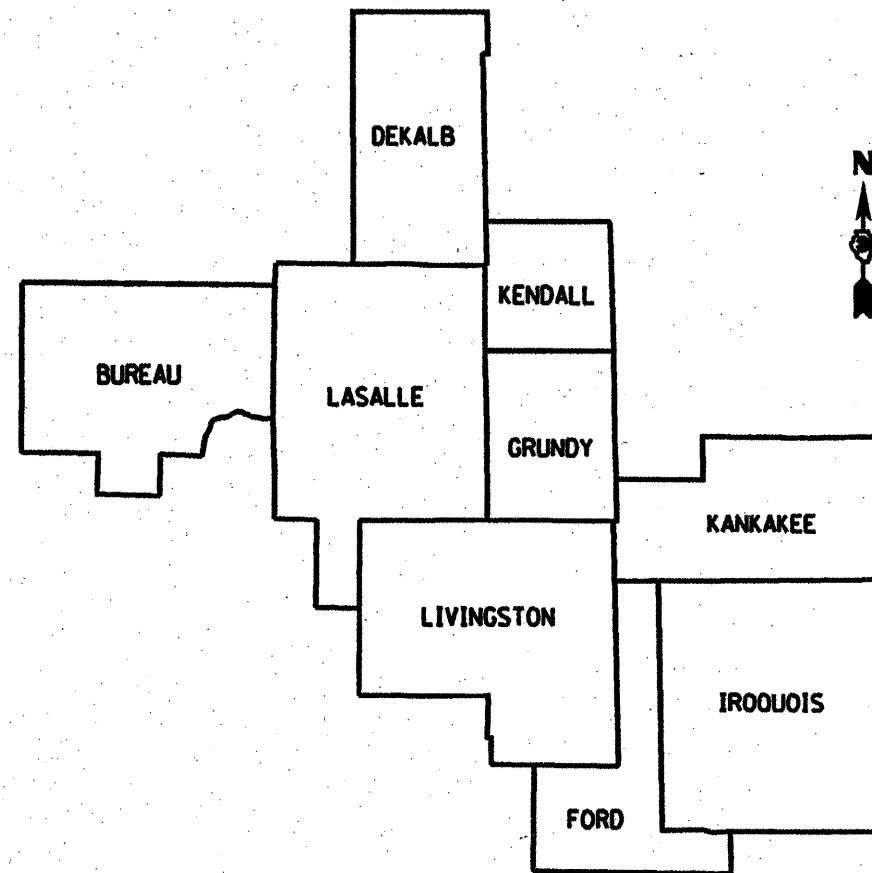 DEKALB
N
KENDALL
BUREAU
LASALLE
GRUNDY
KANKAKEE
LIVINGSTON
IROQUOIS
FORD